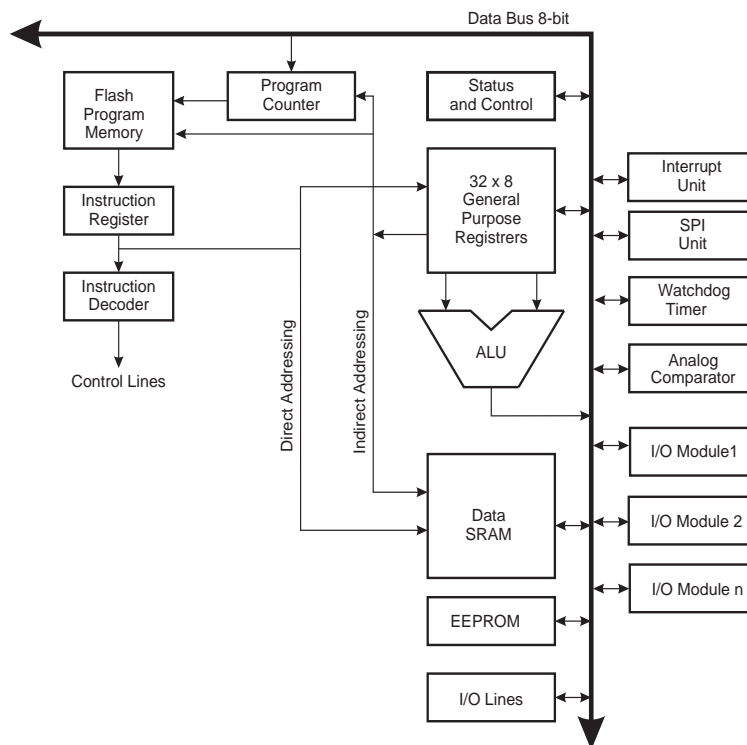 Data Bus 8-bit
Flash
Program
Memory
Program
Counter
Status
and Control
Instruction
Register
32 x 8
General
Purpose
Registrers
Interrupt
Unit
SPI
Unit
Instruction
Decoder
Watchdog
Timer
ALU
Analog
Comparator
Control Lines
Direct Addressing
Indirect Addressing
I/O Module1
Data
SRAM
I/O Module 2
I/O Module n
EEPROM
I/O Lines